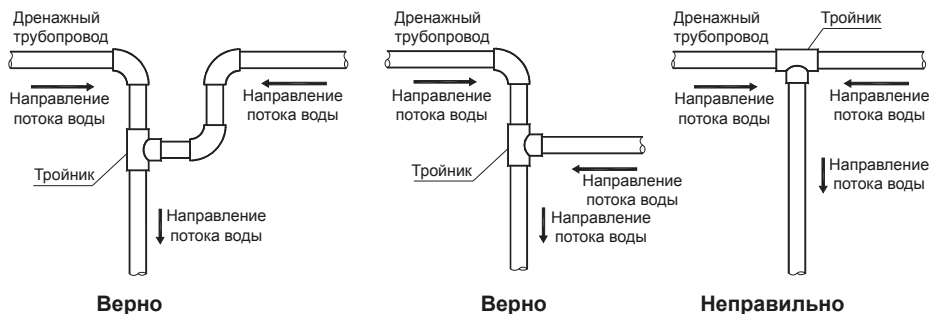 Дренажный
трубопровод
Направление
потока воды
Направление
потока воды
Тройник
Направление
потока воды
Верно
Дренажный
трубопровод
Направление
потока воды
Тройник
Направление
потока воды
Направление
потока воды
Верно
Дренажный
трубопровод
Тройник
Направление
потока воды
Направление
потока воды
Направление
потока воды
Неправильно